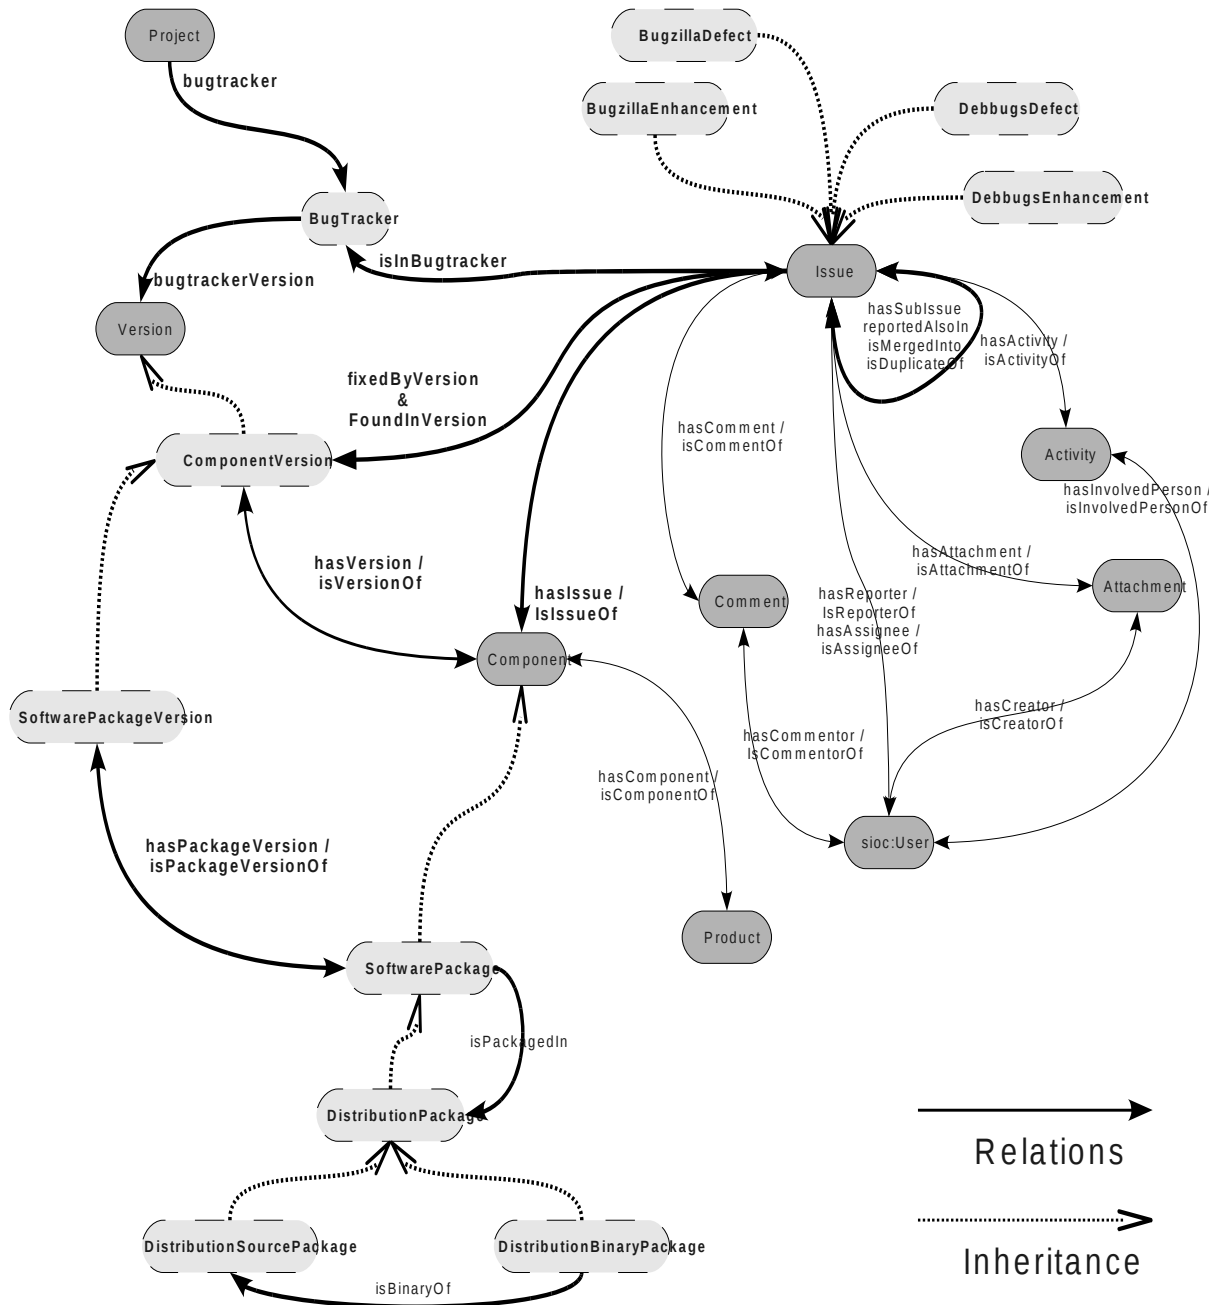 Project
BugzillaDefect
bugtracker
BugzillaEnhancement
DebbugsDefect
DebbugsEnhancement
BugTracker
isInBugtracker
bugtrackerVersion
Issue
Version
hasSubIssue
reportedAlsoIn
isMergedInto
isDuplicateOf
hasActivity /
isActivityOf
fixedByVersion
&
FoundInVersion
hasComment /
isCommentOf
ComponentVersion
Activity
hasInvolvedPerson /
isInvolvedPersonOf
hasVersion /
isVersionOf
hasIssue /
IsIssueOf
hasAttachment /
isAttachmentOf
Comment
hasReporter /
IsReporterOf
hasAssignee /
isAssigneeOf
Attachment
Component
SoftwarePackageVersion
hasCreator /
isCreatorOf
hasCommentor /
IsCommentorOf
hasComponent /
isComponentOf
hasPackageVersion /
isPackageVersionOf
sioc:User
Product
SoftwarePackage
isPackagedIn
DistributionPackage
Relations
DistributionSourcePackage
DistributionBinaryPackage
Inheritance
isBinaryOf